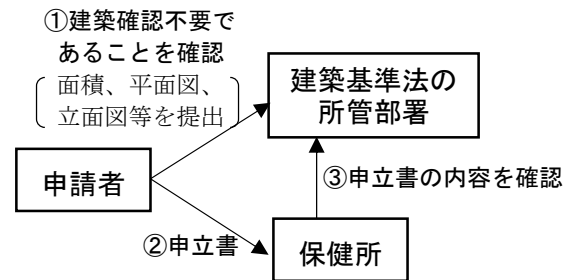 ①建築確認不要で
あることを確認
面積、平面図、
立面図等を提出
建築基準法の
所管部署
申請者
③申立書の内容を確認
②申立書
保健所